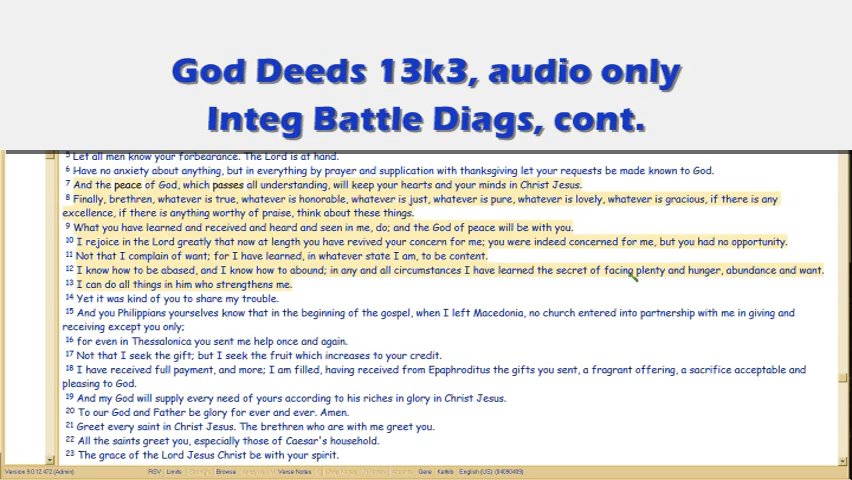 God Deeds 13k3, audio only
Integ Battle Diags, cont.
5 Let all men know your forbearance. The Lord is at hand.
6 Have no anxiety about anything, but in everything by prayer and supplication with thanksgiving let your requests be made known to God.
7 And the peace of God, which passes all understanding, will keep your hearts and your minds in Christ Jesus.
8 Finally, brethren, whatever is true, whatever is honorable, whatever is just, whatever is pure, whatever is lovely, whatever is gracious, if there is any
excellence, if there is anything worthy of praise, think about these things.
9 What you have learned and received and heard and seen in me, do; and the God of peace will be with you.
10 I rejoice in the Lord greatly that now at length you have revived your concern for me; you were indeed concerned for me, but you had no opportunity.
11 Not that I complain of want; for I have learned, in whatever state I am, to be content.
12 I know how to be abased, and I know how to abound; in any and all circumstances I have learned the secret of facing plenty and hunger, abundance and want.
13 I can do all things in him who strengthens me.
14 Yet it was kind of you to share my trouble.
15 And you Philippians yourselves know that in the beginning of the gospel, when I left Macedonia, no church entered into partnership with me in giving and
receiving except you only;
16 for even in Thessalonica you sent me help once and again.
17 Not that I seek the gift; but I seek the fruit which increases to your credit.
18 I have received full payment, and more; I am filled, having received from Epaphroditus the gifts you sent, a fragrant offering, a sacrifice acceptable and
pleasing to God.
19 And my God will supply every need of yours according to his riches in glory in Christ Jesus.
20 To our God and Father be glory for ever and ever. Amen.
21 Greet every saint in Christ Jesus. The brethren who are with me greet you.
22 All the saints greet you, especially those of Caesar's household.
23 The grace of the Lord Jesus Christ be with your spirit.
Version 9.0.12.472 (Admin) RSV Limits Browse Verse Notes Gene Kethib English (US) (04090409)